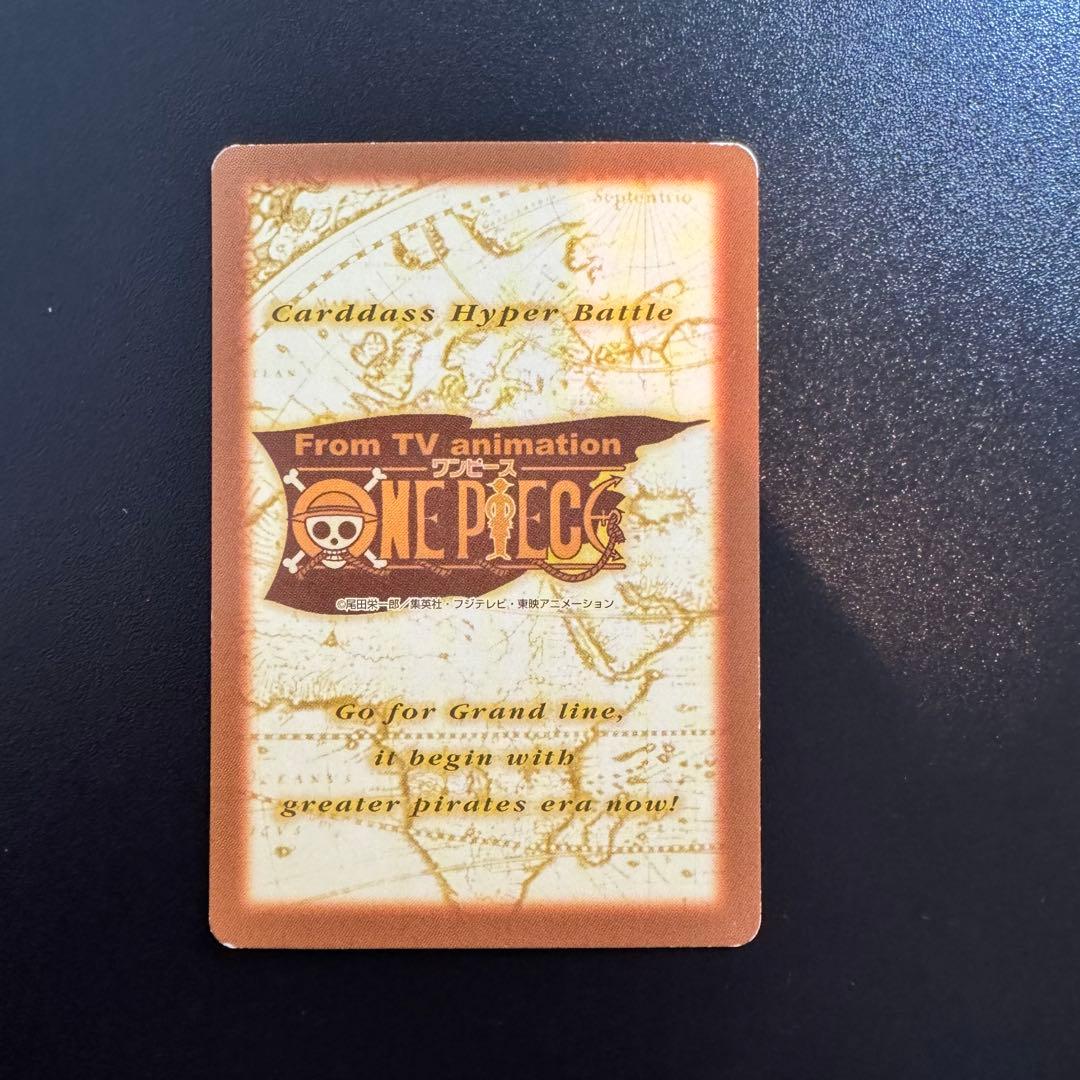 Septentrio
Carddass Hyper Battle
From TV animation
ワンピース
ONE PIECE
©尾田栄一郎/集英社・フジテレビ・東映アニメーション
Go for Grand line,
it begin with
greater pirates era now!